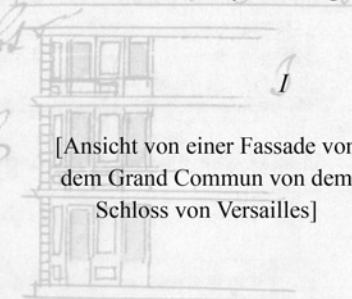 I
[Ansicht von einer Fassade von
dem Grand Commun von dem
Schloss von Versailles]